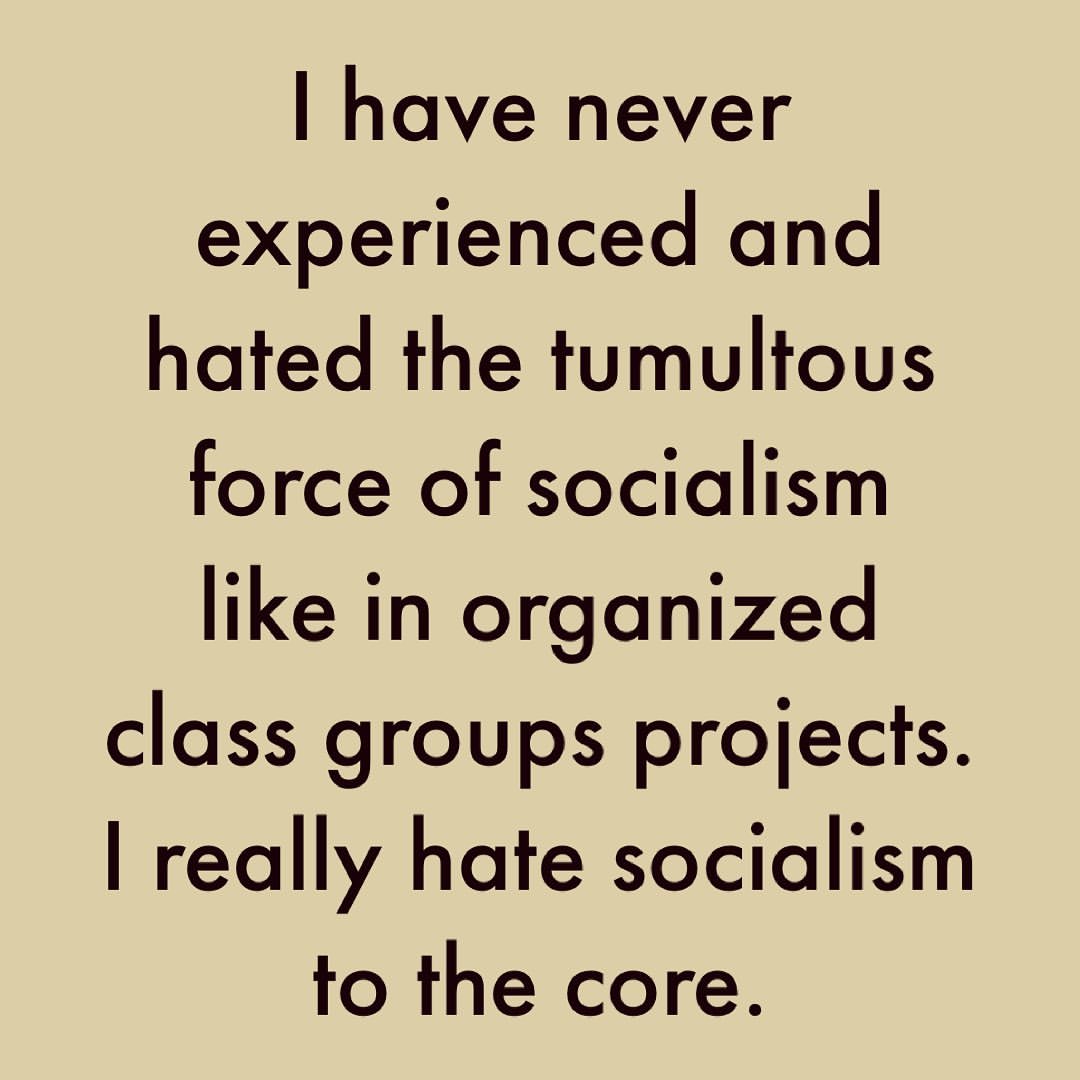 I have never
experienced and
hated the tumultous
force of socialism
like in organized
class groups projects.
I really hate socialism
to the core.